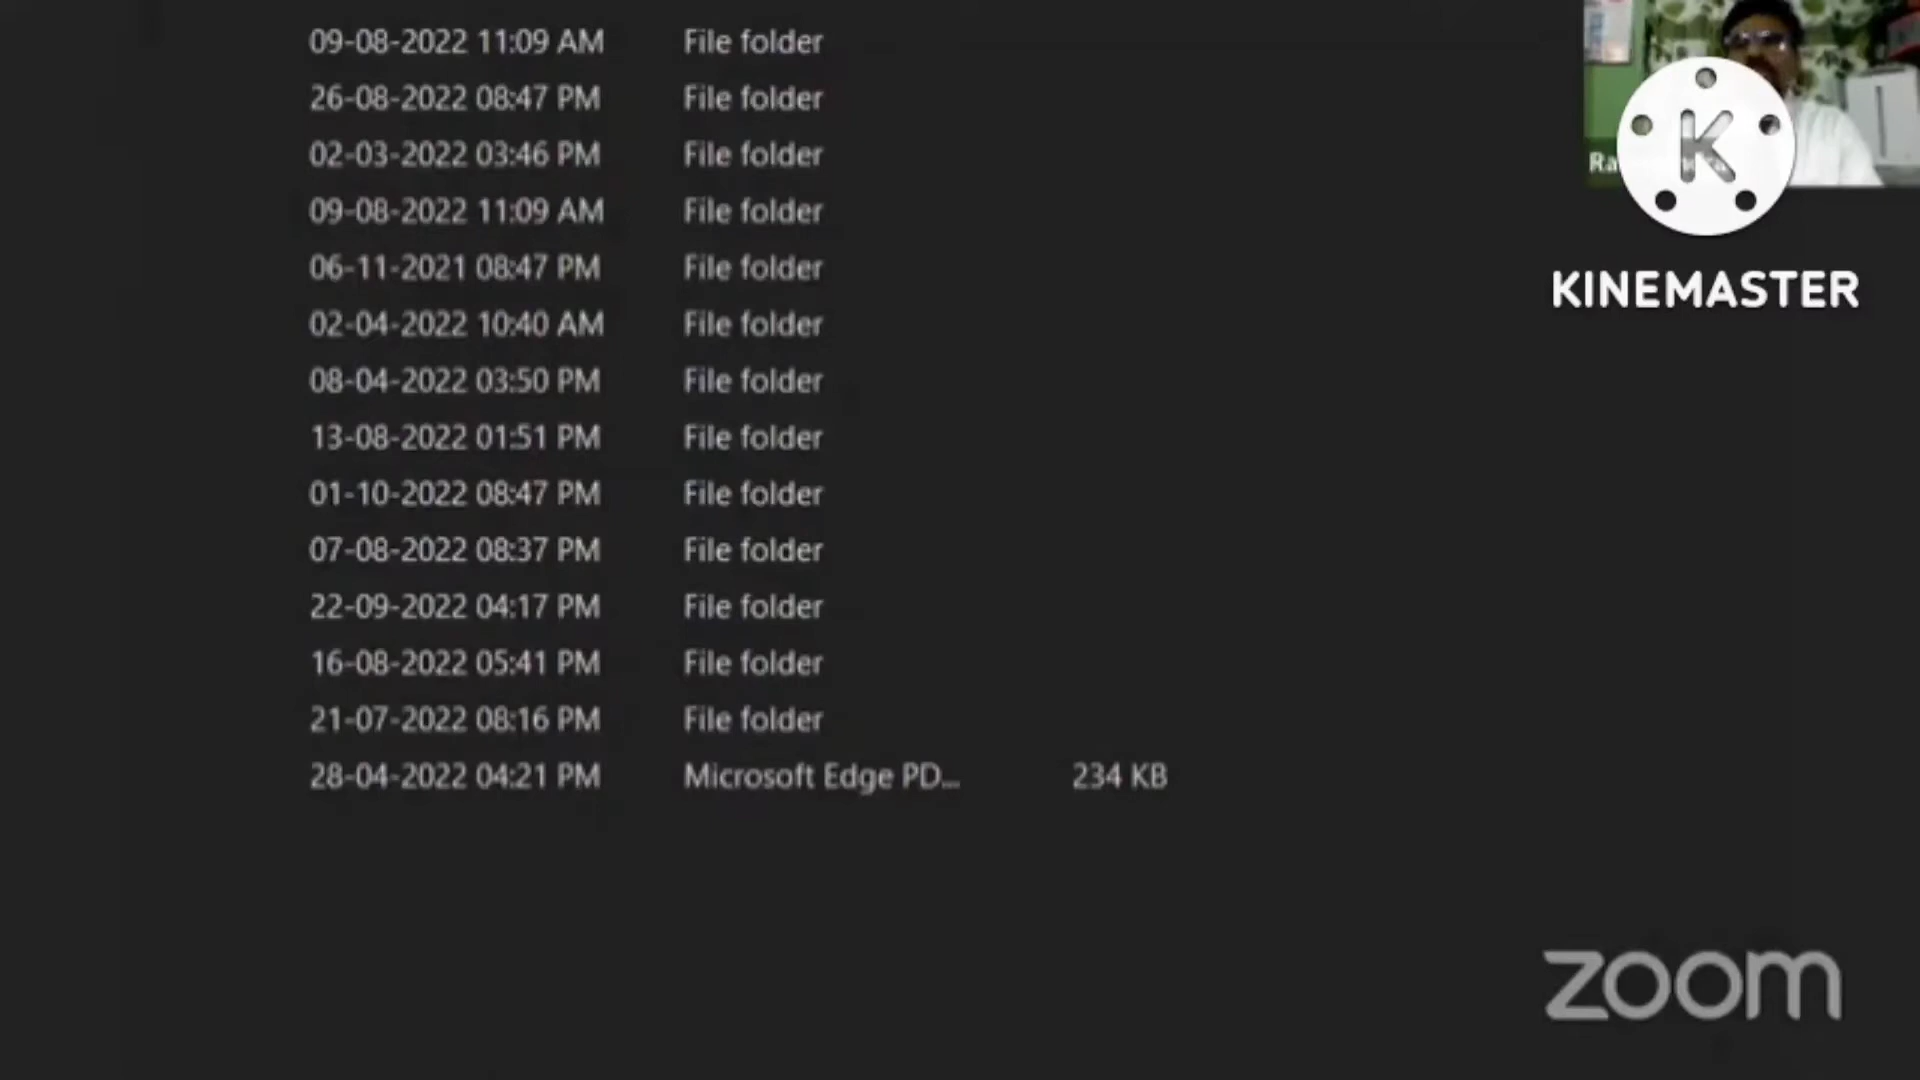 09-08-2022 11:09 AM File folder
26-08-2022 08:47 PM File folder
02-03-2022 03:46 PM File folder
09-08-2022 11:09 AM File folder
06-11-2021 08:47 PM File folder
02-04-2022 10:40 AM File folder
08-04-2022 03:50 PM File folder
13-08-2022 01:51 PM File folder
01-10-2022 08:47 PM File folder
07-08-2022 08:37 PM File folder
22-09-2022 04:17 PM File folder
16-08-2022 05:41 PM File folder
21-07-2022 08:16 PM File folder
28-04-2022 04:21 PM Microsoft Edge PD... 234 KB
K
KINEMASTER
zoom